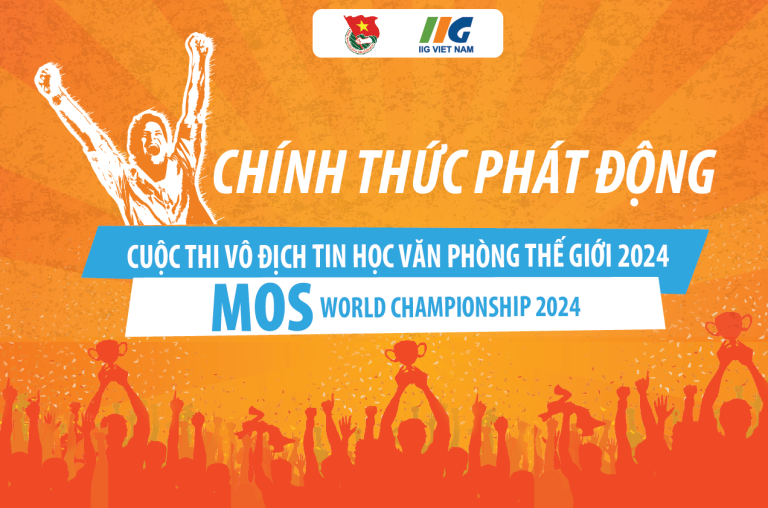 IIG VIET NAM
CHÍNH THỨC PHÁT ĐỘNG
CUỘC THI VÔ ĐỊCH TIN HỌC VĂN PHÒNG THẾ GIỚI 2024
MOS WORLD CHAMPIONSHIP 2024